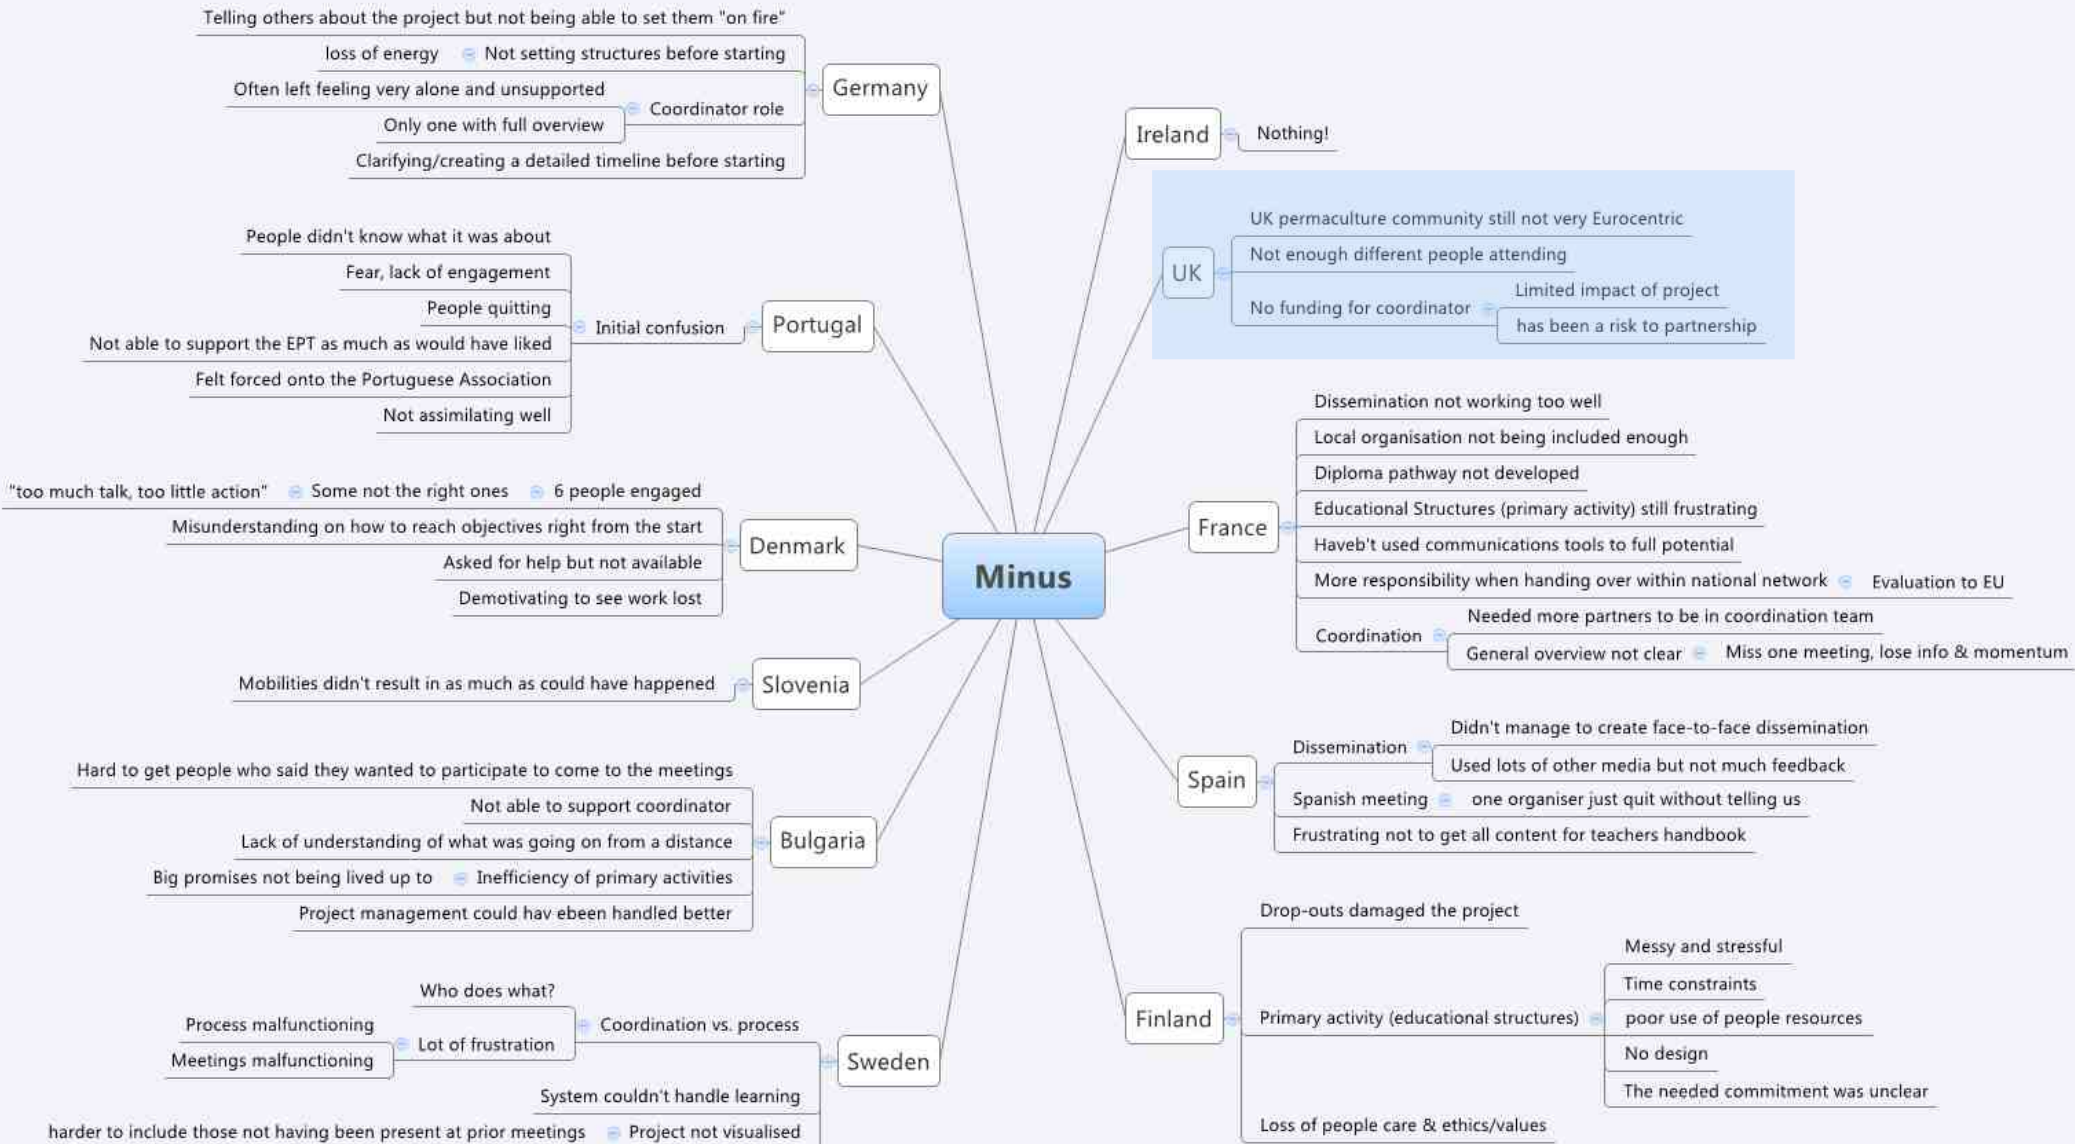 Minus
Germany
Telling others about the project but not being able to set them "on fire"
Not setting structures before starting
loss of energy
Coordinator role
Often left feeling very alone and unsupported
Only one with full overview
Clarifying/creating a detailed timeline before starting
Portugal
Initial confusion
People didn't know what it was about
Fear, lack of engagement
People quitting
Not able to support the EPT as much as would have liked
Felt forced onto the Portuguese Association
Not assimilating well
Denmark
6 people engaged
Some not the right ones
"too much talk, too little action"
Misunderstanding on how to reach objectives right from the start
Asked for help but not available
Demotivating to see work lost
Slovenia
Mobilities didn't result in as much as could have happened
Bulgaria
Hard to get people who said they wanted to participate to come to the meetings
Not able to support coordinator
Lack of understanding of what was going on from a distance
Inefficiency of primary activities
Big promises not being lived up to
Project management could hav ebeen handled better
Sweden
Coordination vs. process
Who does what?
Lot of frustration
Process malfunctioning
Meetings malfunctioning
System couldn't handle learning
Project not visualised
harder to include those not having been present at prior meetings
Ireland
Nothing!
UK
UK permaculture community still not very Eurocentric
Not enough different people attending
No funding for coordinator
Limited impact of project
has been a risk to partnership
France
Dissemination not working too well
Local organisation not being included enough
Diploma pathway not developed
Educational Structures (primary activity) still frustrating
Haveb't used communications tools to full potential
More responsibility when handing over within national network
Evaluation to EU
Coordination
Needed more partners to be in coordination team
General overview not clear
Miss one meeting, lose info & momentum
Spain
Dissemination
Didn't manage to create face-to-face dissemination
Used lots of other media but not much feedback
Spanish meeting
one organiser just quit without telling us
Frustrating not to get all content for teachers handbook
Finland
Drop-outs damaged the project
Primary activity (educational structures)
Messy and stressful
Time constraints
poor use of people resources
No design
The needed commitment was unclear
Loss of people care & ethics/values